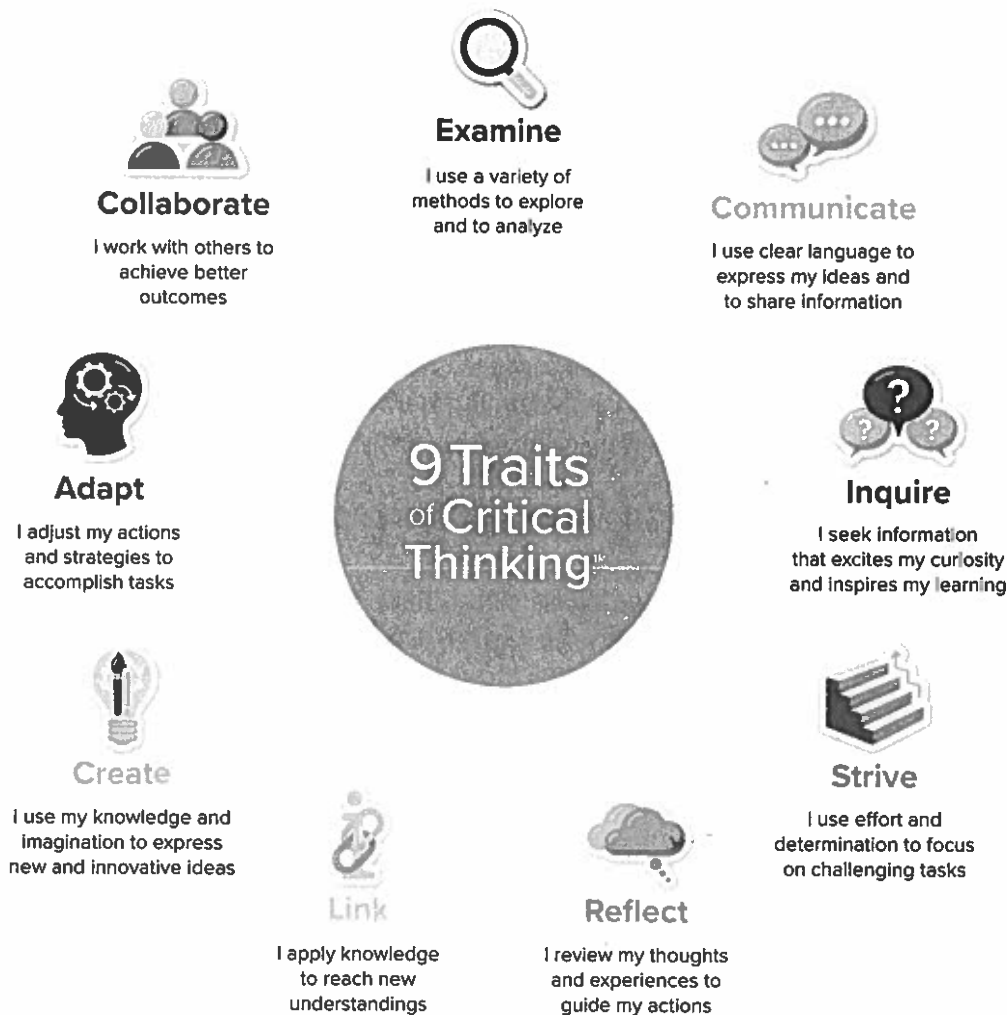 Examine
I use a variety of
methods to explore
and to analyze
Communicate
I use clear language to
express my ideas and
to share information
Inquire
I seek information
that excites my curiosity
and inspires my learning
Strive
I use effort and
determination to focus
on challenging tasks
Reflect
I review my thoughts
and experiences to
guide my actions
Link
I apply knowledge
to reach new
understandings
Create
I use my knowledge and
imagination to express
new and innovative ideas
Adapt
I adjust my actions
and strategies to
accomplish tasks
Collaborate
I work with others to
achieve better
outcomes
9 Traits
of Critical
Thinking™
? ? ?